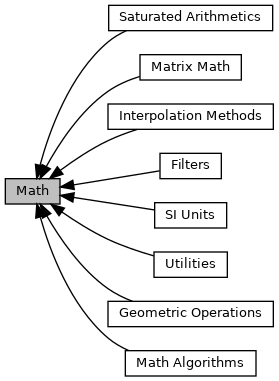 Saturated Arithmetics
Matrix Math
Interpolation Methods
Filters
Math
SI Units
Utilities
Geometric Operations
Math Algorithms